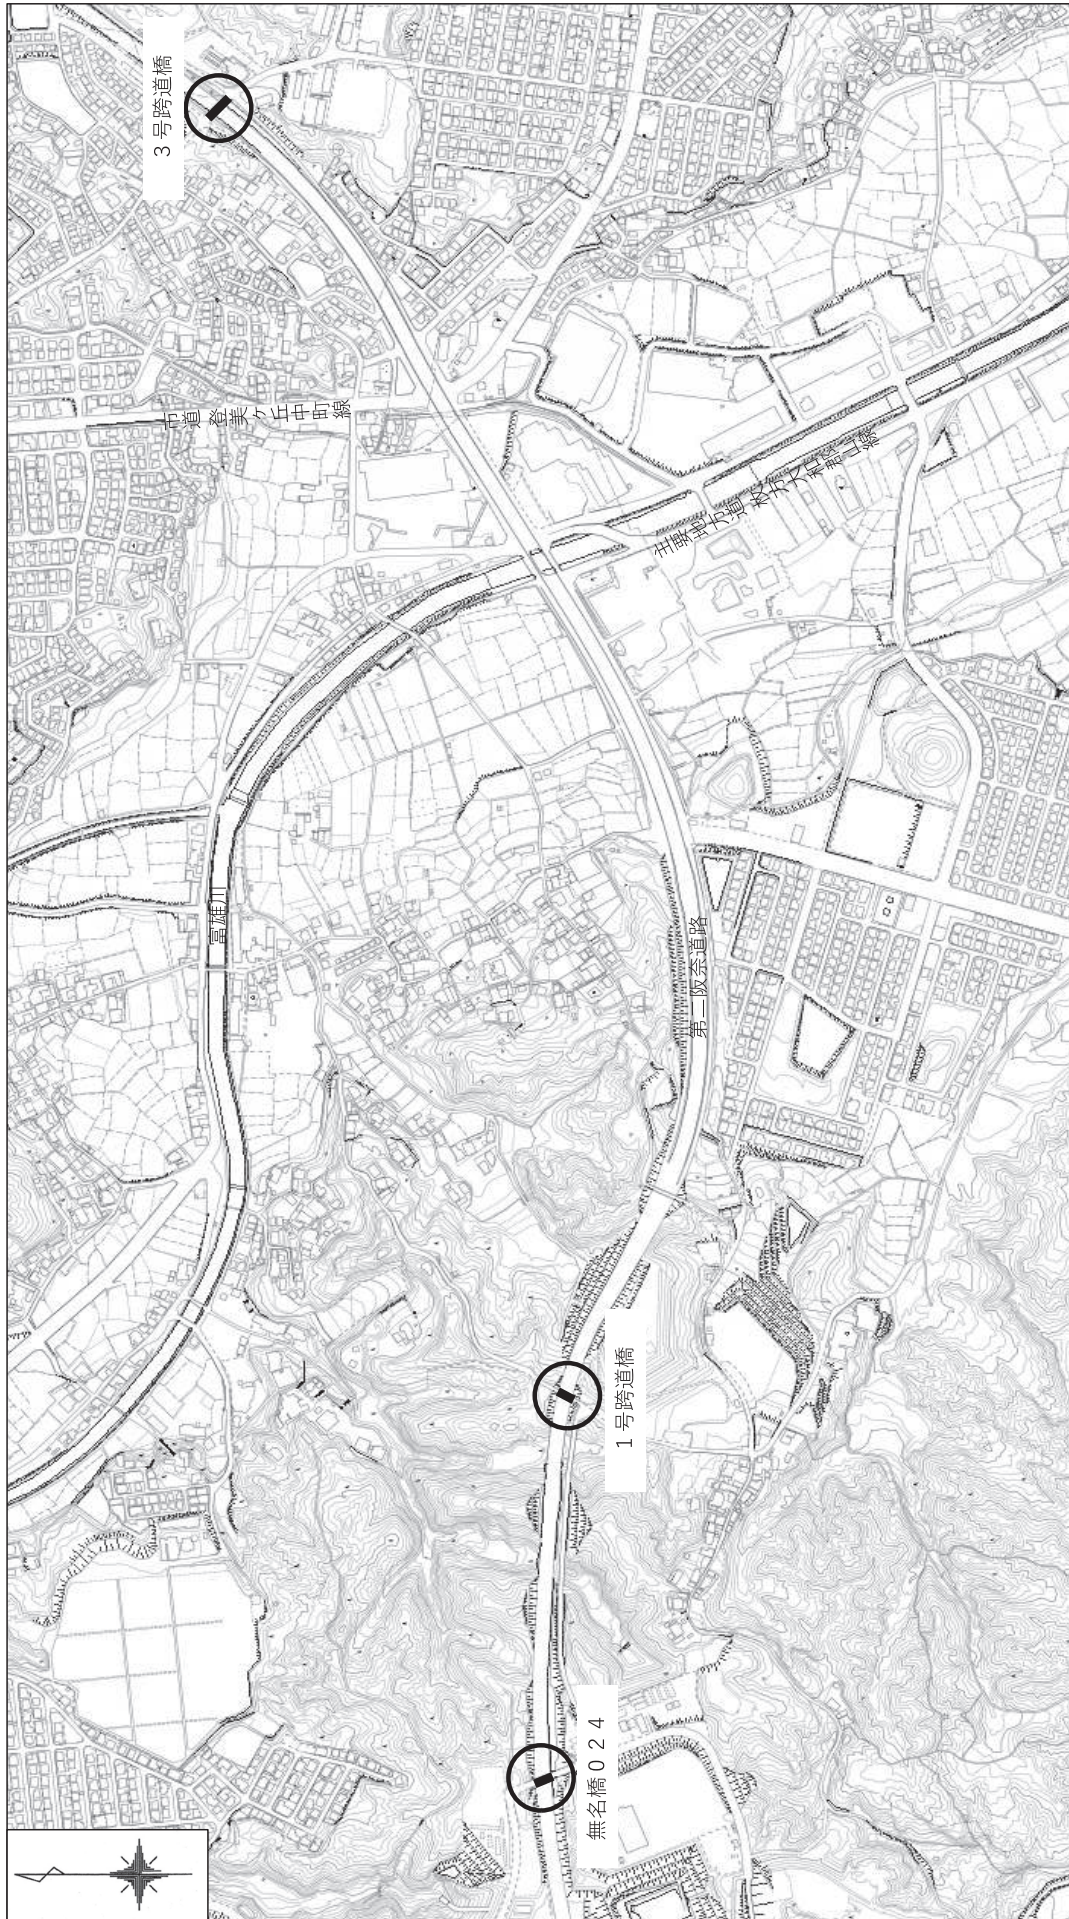 3号跨道橋
市道 登美ヶ丘中町線
主要地方道 枚方大和郡山線
富雄川
第二阪奈道路
1号跨道橋
無名橋024